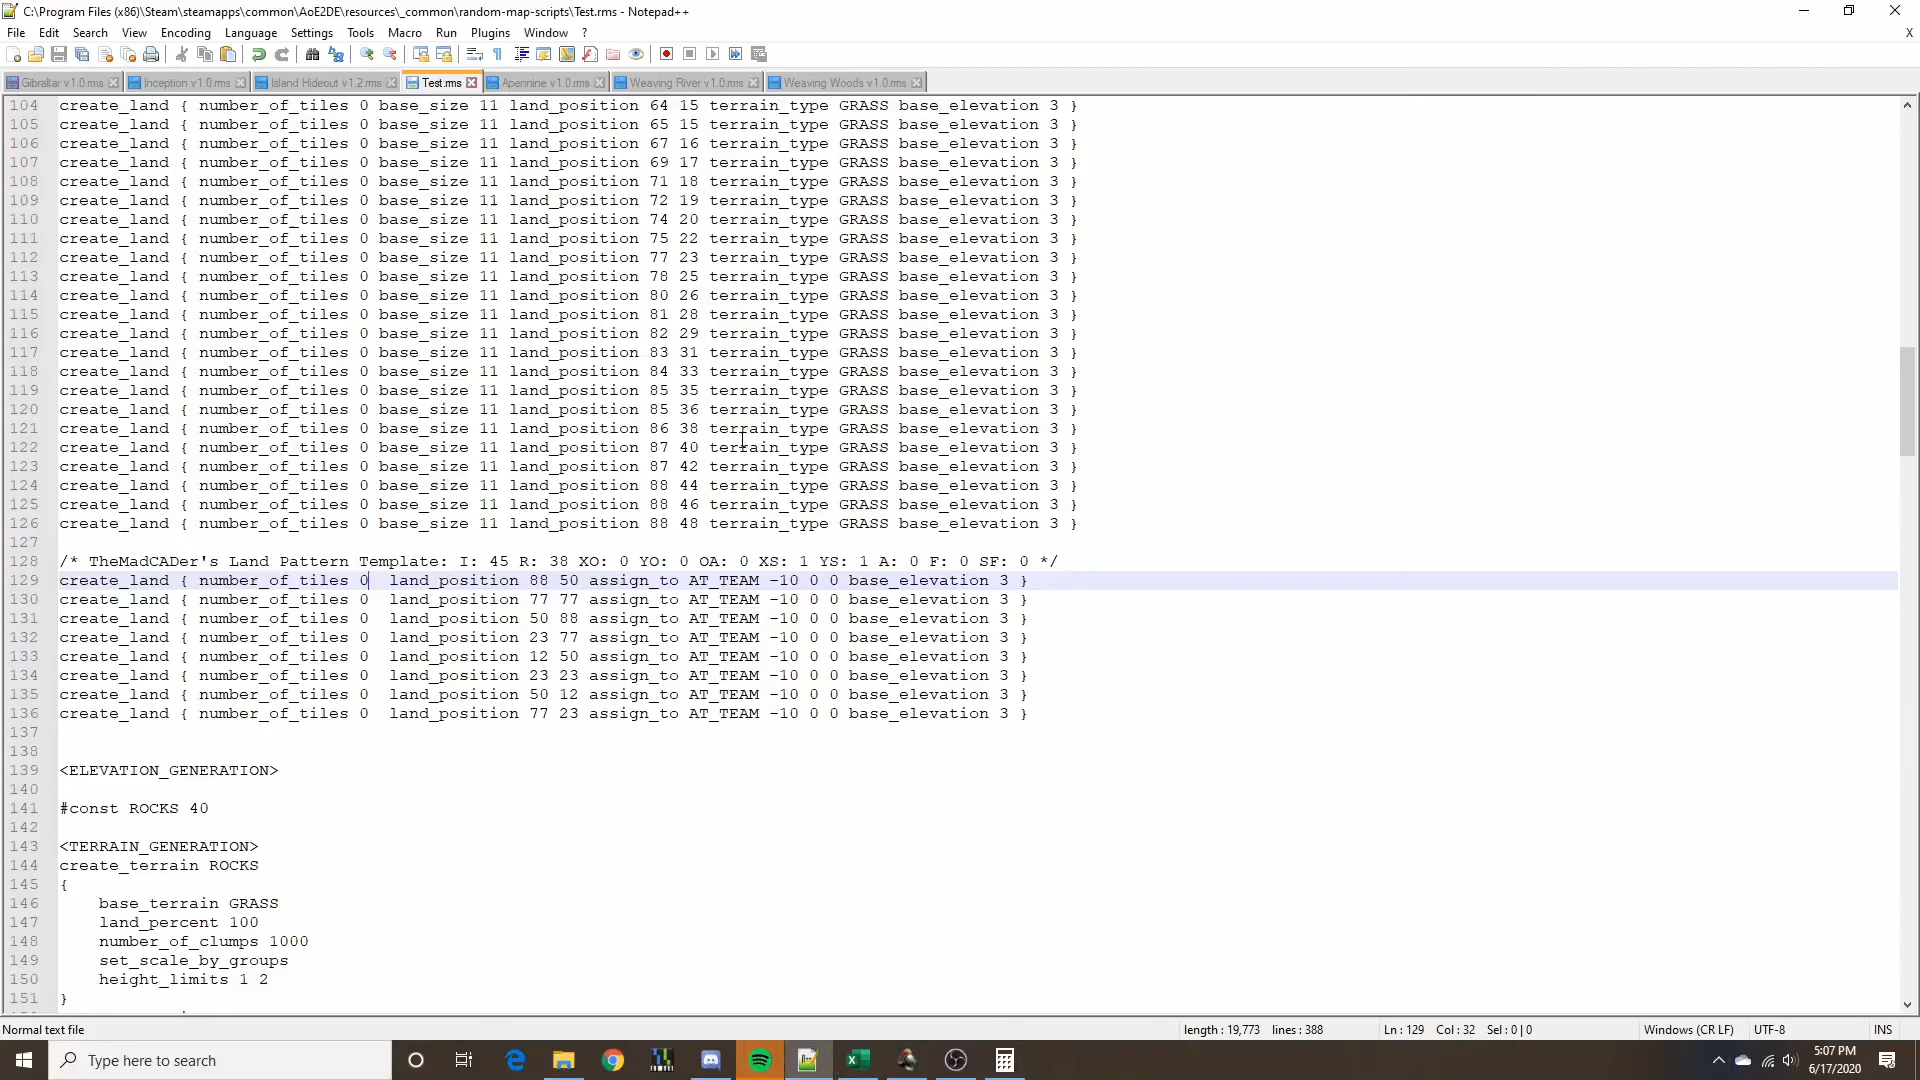 C:\Program Files (x86)\Steam\steamapps\common\AoE2DE\resources\_common\random-map-scripts\Test.rms - Notepad++
File Edit Search View Encoding Language Settings Tools Macro Run Plugins Window ? X
Gibraltar v1.0.rms Inception v1.0.rms Island Hideout v1.2.rms Test.rms Apennine v1.0.rms Weaving River v1.0.rms Weaving Woods v1.0.rms
104 create_land { number_of_tiles 0 base_size 11 land_position 64 15 terrain_type GRASS base_elevation 3 }
105 create_land { number_of_tiles 0 base_size 11 land_position 65 15 terrain_type GRASS base_elevation 3 }
106 create_land { number_of_tiles 0 base_size 11 land_position 67 16 terrain_type GRASS base_elevation 3 }
107 create_land { number_of_tiles 0 base_size 11 land_position 69 17 terrain_type GRASS base_elevation 3 }
108 create_land { number_of_tiles 0 base_size 11 land_position 71 18 terrain_type GRASS base_elevation 3 }
109 create_land { number_of_tiles 0 base_size 11 land_position 72 19 terrain_type GRASS base_elevation 3 }
110 create_land { number_of_tiles 0 base_size 11 land_position 74 20 terrain_type GRASS base_elevation 3 }
111 create_land { number_of_tiles 0 base_size 11 land_position 75 22 terrain_type GRASS base_elevation 3 }
112 create_land { number_of_tiles 0 base_size 11 land_position 77 23 terrain_type GRASS base_elevation 3 }
113 create_land { number_of_tiles 0 base_size 11 land_position 78 25 terrain_type GRASS base_elevation 3 }
114 create_land { number_of_tiles 0 base_size 11 land_position 80 26 terrain_type GRASS base_elevation 3 }
115 create_land { number_of_tiles 0 base_size 11 land_position 81 28 terrain_type GRASS base_elevation 3 }
116 create_land { number_of_tiles 0 base_size 11 land_position 82 29 terrain_type GRASS base_elevation 3 }
117 create_land { number_of_tiles 0 base_size 11 land_position 83 31 terrain_type GRASS base_elevation 3 }
118 create_land { number_of_tiles 0 base_size 11 land_position 84 33 terrain_type GRASS base_elevation 3 }
119 create_land { number_of_tiles 0 base_size 11 land_position 85 35 terrain_type GRASS base_elevation 3 }
120 create_land { number_of_tiles 0 base_size 11 land_position 85 36 terrain_type GRASS base_elevation 3 }
121 create_land { number_of_tiles 0 base_size 11 land_position 86 38 terrain_type GRASS base_elevation 3 }
122 create_land { number_of_tiles 0 base_size 11 land_position 87 40 terrain_type GRASS base_elevation 3 }
123 create_land { number_of_tiles 0 base_size 11 land_position 87 42 terrain_type GRASS base_elevation 3 }
124 create_land { number_of_tiles 0 base_size 11 land_position 88 44 terrain_type GRASS base_elevation 3 }
125 create_land { number_of_tiles 0 base_size 11 land_position 88 46 terrain_type GRASS base_elevation 3 }
126 create_land { number_of_tiles 0 base_size 11 land_position 88 48 terrain_type GRASS base_elevation 3 }
127
128 /* TheMadCADer's Land Pattern Template: I: 45 R: 38 XO: 0 YO: 0 OA: 0 XS: 1 YS: 1 A: 0 F: 0 SF: 0 */
129 create_land { number_of_tiles 0  land_position 88 50 assign_to AT_TEAM -10 0 0 base_elevation 3 }
130 create_land { number_of_tiles 0  land_position 77 77 assign_to AT_TEAM -10 0 0 base_elevation 3 }
131 create_land { number_of_tiles 0  land_position 50 88 assign_to AT_TEAM -10 0 0 base_elevation 3 }
132 create_land { number_of_tiles 0  land_position 23 77 assign_to AT_TEAM -10 0 0 base_elevation 3 }
133 create_land { number_of_tiles 0  land_position 12 50 assign_to AT_TEAM -10 0 0 base_elevation 3 }
134 create_land { number_of_tiles 0  land_position 23 23 assign_to AT_TEAM -10 0 0 base_elevation 3 }
135 create_land { number_of_tiles 0  land_position 50 12 assign_to AT_TEAM -10 0 0 base_elevation 3 }
136 create_land { number_of_tiles 0  land_position 77 23 assign_to AT_TEAM -10 0 0 base_elevation 3 }
137
138
139 <ELEVATION_GENERATION>
140
141 #const ROCKS 40
142
143 <TERRAIN_GENERATION>
144 create_terrain ROCKS
145 {
146 base_terrain GRASS
147 land_percent 100
148 number_of_clumps 1000
149 set_scale_by_groups
150 height_limits 1 2
151 }
Normal text file length : 19,773 lines : 388 Ln : 129 Col : 32 Sel : 0 | 0 Windows (CR LF) UTF-8 INS
Type here to search
5:07 PM
6/17/2020